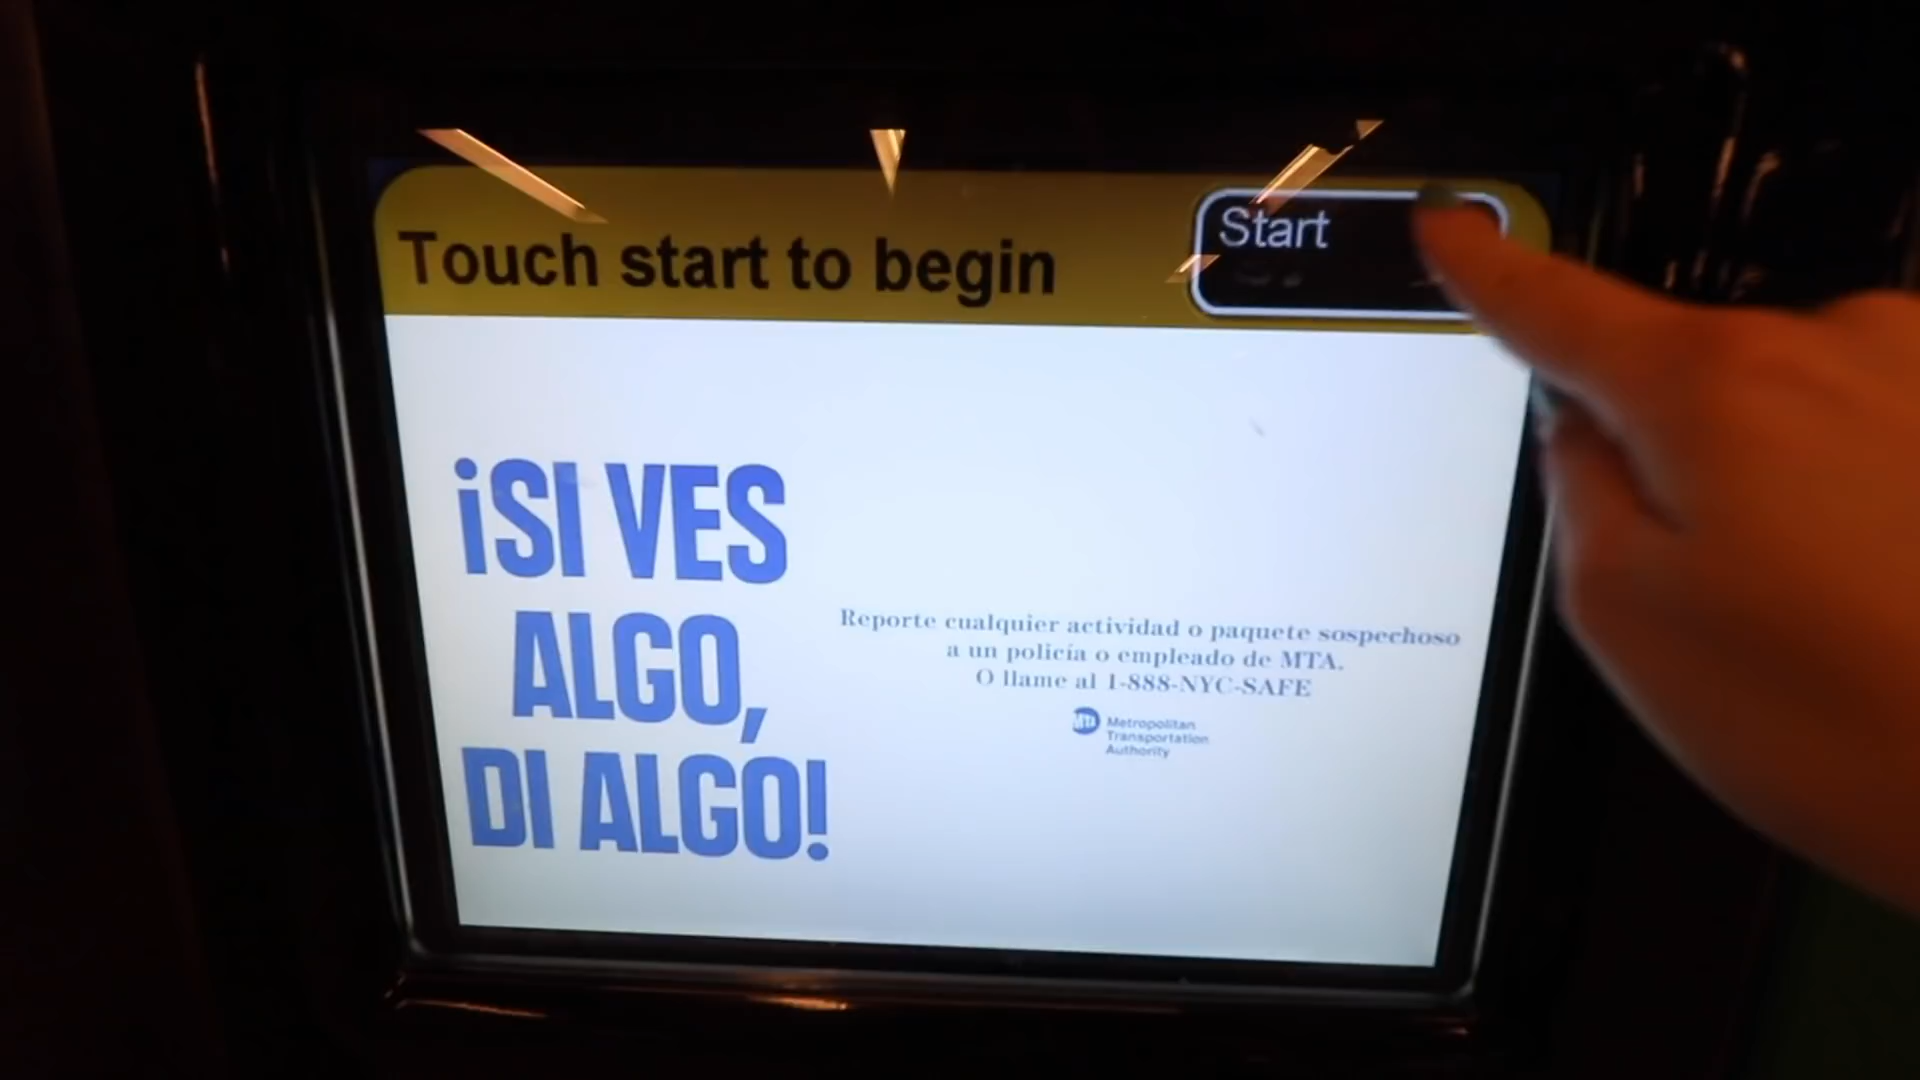 Touch start to begin
Start
¡SI VES
ALGO,
DI ALGO!
Reporte cualquier actividad o paquete sospechoso
a un policía o empleado de MTA.
O llame al 1-888-NYC-SAFE
MTA
Metropolitan
Transportation
Authority